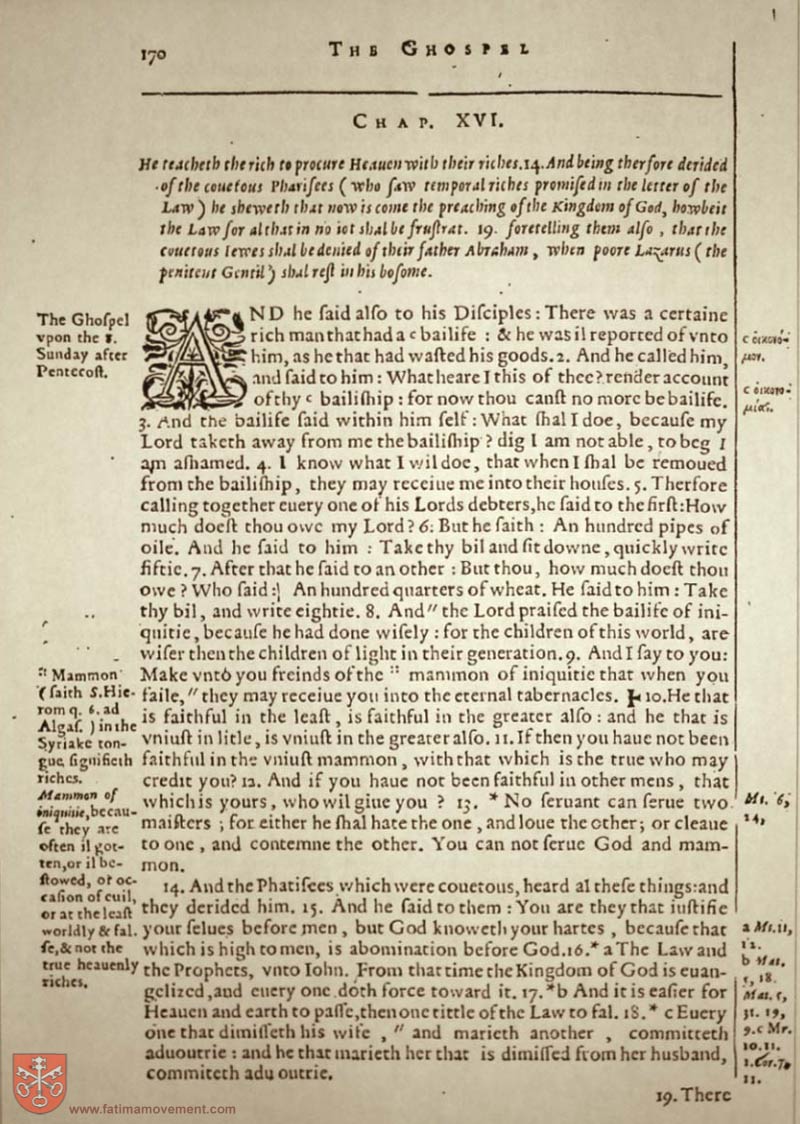 170
THE GHOSPEL
CHAP. XVI.
He teacheth the rich to procure Heauen with their riches. 14. And being therfore derided
of the couetous Pharisees (who saw temporal riches promised in the letter of the
Law) he sheweth that now is come the preaching of the Kingdom of God, howbeit
the Law for al that in no iot shal be frustrat. 19. foretelling them also, that the
couetous Iewes shal be denied of their father Abraham, when poore Lazarus (the
penitent Gentil) shal rest in his bosome.
The Ghospel
vpon the 8.
Sunday after
Pentecost.
AND he said also to his Disciples: There was a certaine
rich man that had a c bailife : & he was il reported of vnto
him, as he that had wasted his goods. 2. And he called him,
and said to him: What heare I this of thee? render account
of thy c bailiship: for now thou canst no more be bailife.
3. And the bailife said within him self: What shal I doe, because my
Lord taketh away from me the bailiship? dig I am not able, to beg I
am ashamed. 4. I know what I wil doe, that when I shal be remoued
from the bailiship, they may receiue me into their houses. 5. Therfore
calling together euery one of his Lords debters, he said to the first: How
much doest thou owe my Lord? 6. But he saith: An hundred pipes of
oile. And he said to him : Take thy bil and sit downe, quickly write
fiftie. 7. After that he said to an other : But thou, how much doest thou
owe? Who said: An hundred quarters of wheat. He said to him: Take
thy bil, and write eightie. 8. And " the Lord praised the bailife of ini-
quitie, because he had done wisely: for the children of this world, are
wiser then the children of light in their generation. 9. And I say to you:
Make vnto you freinds of the :: mammon of iniquitie that when you
faile, " they may receiue you into the eternal tabernacles. 10. He that
is faithful in the least, is faithful in the greater also: and he that is
vniust in litle, is vniust in the greater also. 11. If then you haue not been
faithful in the vniust mammon, with that which is the true who may
credit you? 12. And if you haue not been faithful in other mens, that
which is yours, who wil giue you? 13. * No seruant can serue two
maisters ; for either he shal hate the one, and loue the other; or cleaue
to one, and contemne the other. You can not serue God and mam-
mon.
14. And the Pharisees which were couetous, heard al these things: and
they derided him. 15. And he said to them: You are they that iustifie
your selues before men, but God knoweth your hartes, because that
which is high to men, is abomination before God. 16. * a The Law and
the Prophets, vnto Iohn. From that time the Kingdom of God is euan-
gelized, and euery one doth force toward it. 17. * b And it is easier for
Heauen and earth to passe, then one tittle of the Law to fal. 18. * c Euery
one that dimisseth his wife, " and marieth another, committeth
aduoutrie: and he that marieth her that is dimissed from her husband,
committeth aduoutrie.
:: Mammon
(saith S. Hie-
rom q. 6. ad
Algas.) in the
Syriake ton-
gue, signifieth
riches.
Mammon of
iniquitie, becau-
se they are
often il got-
ten, or il be-
stowed, or oc-
casion of euil,
or at the least
worldly & fal-
se, & not the
true heauenly
riches.
c οἰκονό-
μον.
c οἰκονο-
μίας.
Mt. 6,
24,
a Mt. 11,
12.
b Mat.
5, 18.
Mat. 5,
31. 19,
9. c Mr.
10. 11.
1. Cor. 7,
11.
19. There
www.fatimamovement.com